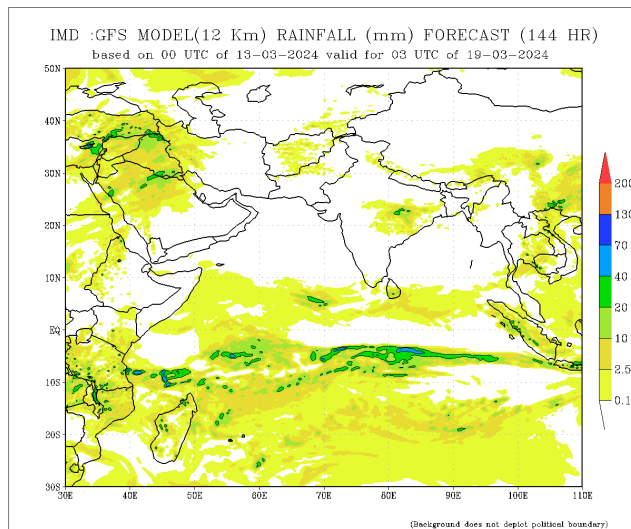 IMD :GFS MODEL(12 Km) RAINFALL (mm) FORECAST (144 HR)
based on 00 UTC of 13-03-2024 valid for 03 UTC of 19-03-2024
50N
40N
30N
20N
10N
EQ
10S
20S
30S
30E 40E 50E 60E 70E 80E 90E 100E 110E
200
130
70
40
20
10
2.5
0.1
(Background does not depict political boundary)